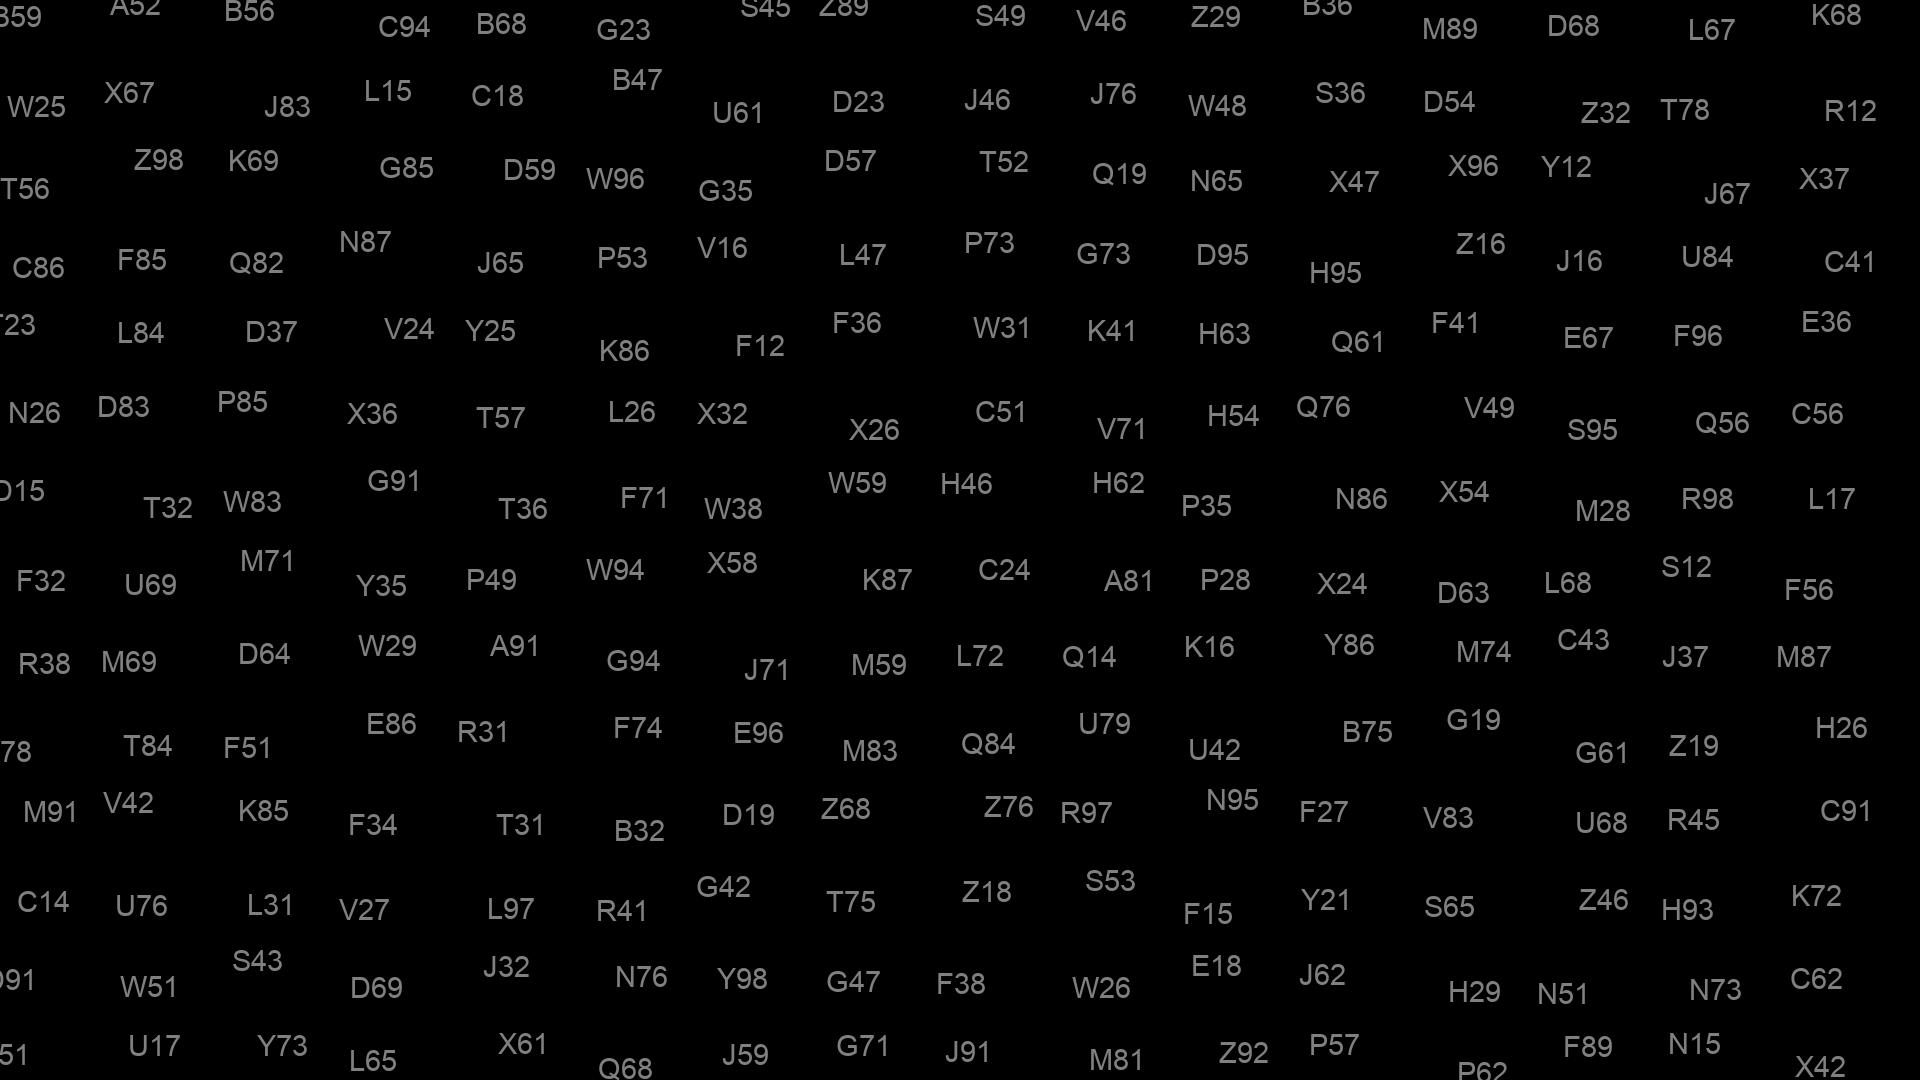 B59 A52 B56 C94 B68 G23 S45 Z89 S49 V46 Z29 B36 M89 D68 L67 K68
W25 X67 J83 L15 C18 B47 U61 D23 J46 J76 W48 S36 D54 Z32 T78 R12
T56 Z98 K69 G85 D59 W96 G35 D57 T52 Q19 N65 X47 X96 Y12 J67 X37
C86 F85 Q82 N87 J65 P53 V16 L47 P73 G73 D95 H95 Z16 J16 U84 C41
23 L84 D37 V24 Y25 K86 F12 F36 W31 K41 H63 Q61 F41 E67 F96 E36
N26 D83 P85 X36 T57 L26 X32 X26 C51 V71 H54 Q76 V49 S95 Q56 C56
D15 T32 W83 G91 T36 F71 W38 W59 H46 H62 P35 N86 X54 M28 R98 L17
F32 U69 M71 Y35 P49 W94 X58 K87 C24 A81 P28 X24 D63 L68 S12 F56
R38 M69 D64 W29 A91 G94 J71 M59 L72 Q14 K16 Y86 M74 C43 J37 M87
78 T84 F51 E86 R31 F74 E96 M83 Q84 U79 U42 B75 G19 G61 Z19 H26
M91 V42 K85 F34 T31 B32 D19 Z68 Z76 R97 N95 F27 V83 U68 R45 C91
C14 U76 L31 V27 L97 R41 G42 T75 Z18 S53 F15 Y21 S65 Z46 H93 K72
91 W51 S43 D69 J32 N76 Y98 G47 F38 W26 E18 J62 H29 N51 N73 C62
51 U17 Y73 L65 X61 Q68 J59 G71 J91 M81 Z92 P57 P62 F89 N15 X42